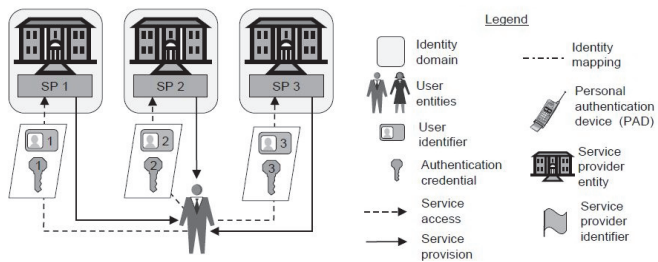 SP 1
SP 2
SP 3
1
2
3
1
2
3
Legend
Identity
domain
User
entities
User
identifier
Authentication
credential
Service
access
Service
provision
Identity
mapping
Personal
authentication
device (PAD)
Service
provider
entity
Service
provider
identifier